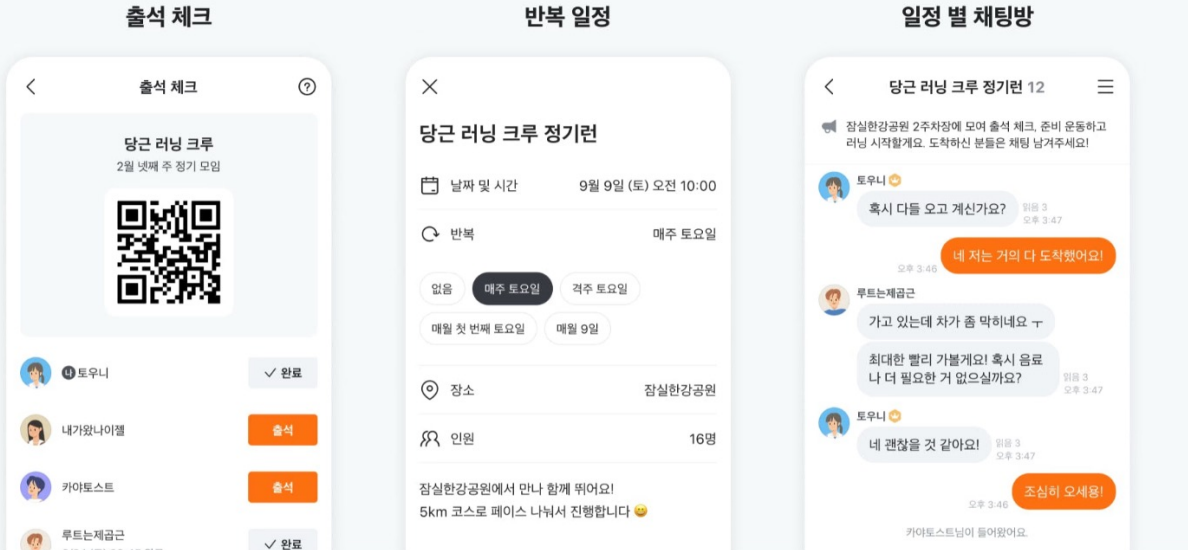 출석 체크
출석 체크
당근 러닝 크루
2월 넷째 주 정기 모임
나 토우니
완료
내가왔나이젤
출석
카야토스트
출석
루트는제곱근
완료
반복 일정
당근 러닝 크루 정기런
날짜 및 시간 9월 9일 (토) 오전 10:00
반복 매주 토요일
없음 매주 토요일 격주 토요일
매월 첫 번째 토요일 매월 9일
장소 잠실한강공원
인원 16명
잠실한강공원에서 만나 함께 뛰어요!
5km 코스로 페이스 나눠서 진행합니다
일정 별 채팅방
당근 러닝 크루 정기런 12
잠실한강공원 2주차장에 모여 출석 체크, 준비 운동하고
러닝 시작할게요. 도착하신 분들은 채팅 남겨주세요!
토우니
혹시 다들 오고 계신가요?
읽음 3
오후 3:47
네 저는 거의 다 도착했어요!
오후 3:46
루트는제곱근
가고 있는데 차가 좀 막히네요 ㅜ
최대한 빨리 가볼게요! 혹시 음료
나 더 필요한 거 없으실까요?
읽음 3
오후 3:47
토우니
네 괜찮을 것 같아요!
읽음 3
오후 3:47
조심히 오세용!
오후 3:46
카야토스트님이 들어왔어요.